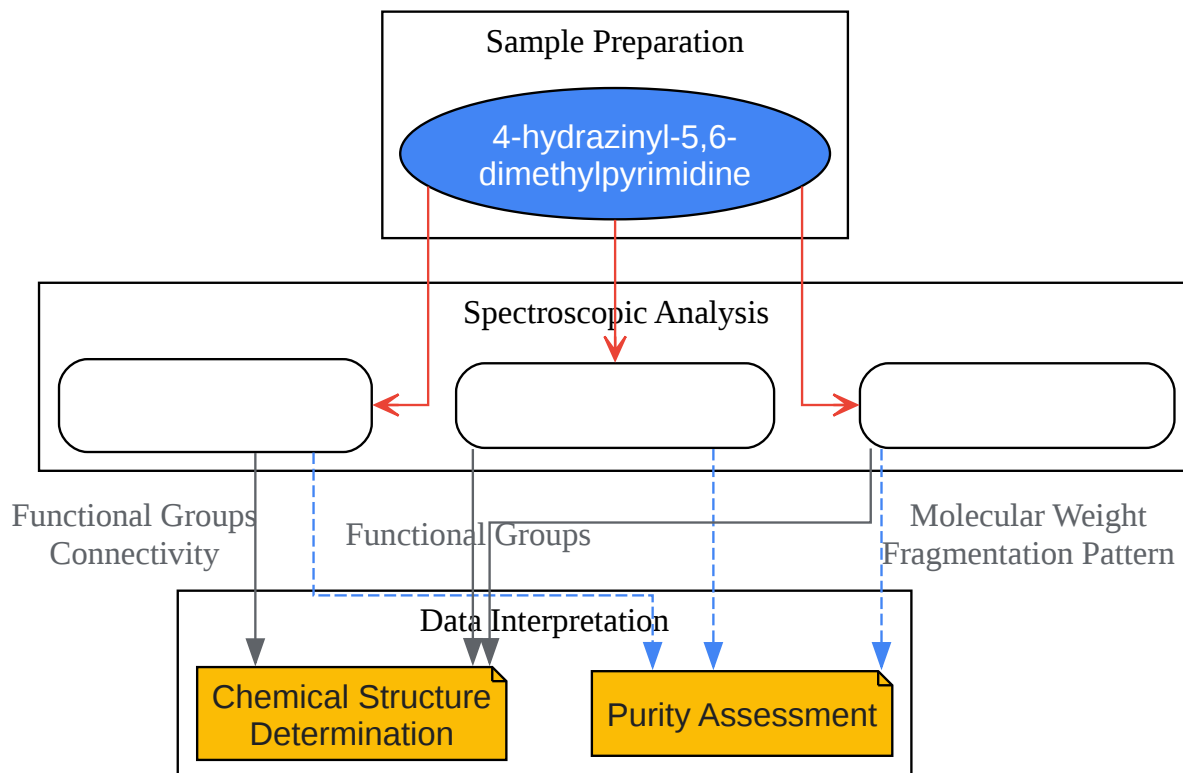 Sample Preparation
4-hydrazinyl-5,6-
dimethylpyrimidine
Spectroscopic Analysis
Functional Groups
Connectivity
Functional Groups
Molecular Weight
Fragmentation Pattern
Data Interpretation
Chemical Structure
Determination
Purity Assessment